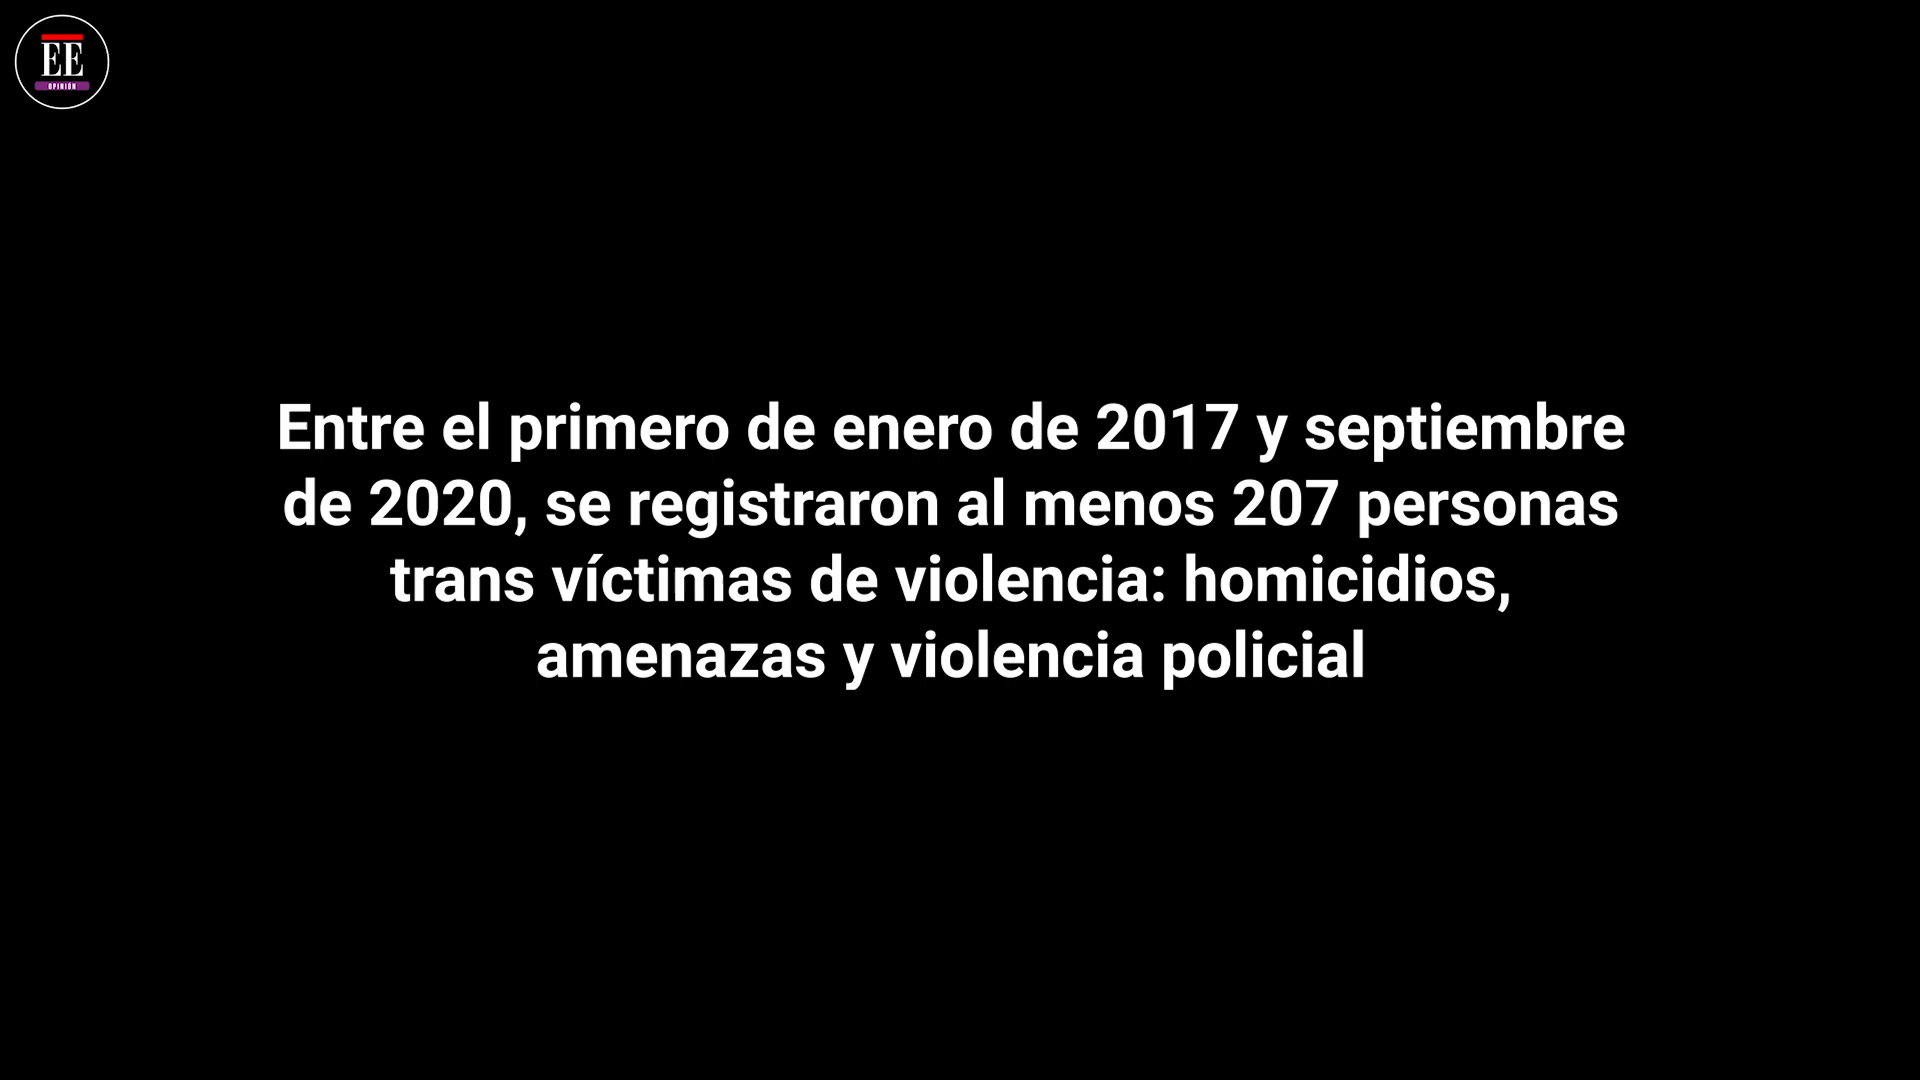 EE
OPINIÓN
Entre el primero de enero de 2017 y septiembre
de 2020, se registraron al menos 207 personas
trans víctimas de violencia: homicidios,
amenazas y violencia policial